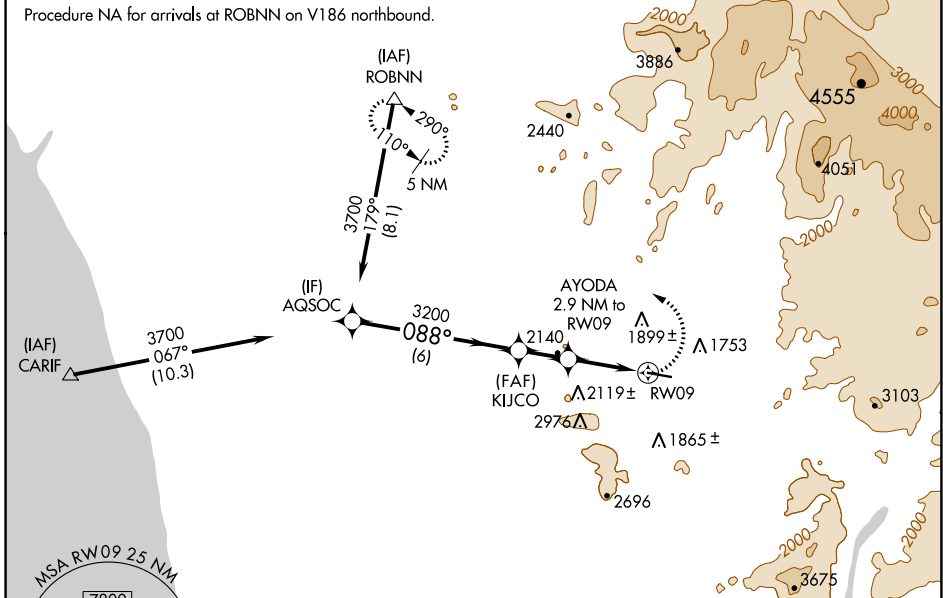 Procedure NA for arrivals at ROBNN on V186 northbound.
2000
3886
3000
4555
4000
(IAF)
ROBNN
290°
110°
5 NM
2440
4051
2000
3700
179°
(8.1)
(IF)
AQSOC
AYODA
2.9 NM to
RW09
3200
088°
(6)
2140
1899±
1753
(IAF)
CARIF
3700
067°
(10.3)
(FAF)
KIJCO
2119±
RW09
3103
2976
1865±
2696
MSA RW09 25 NM
2000
2000
3675